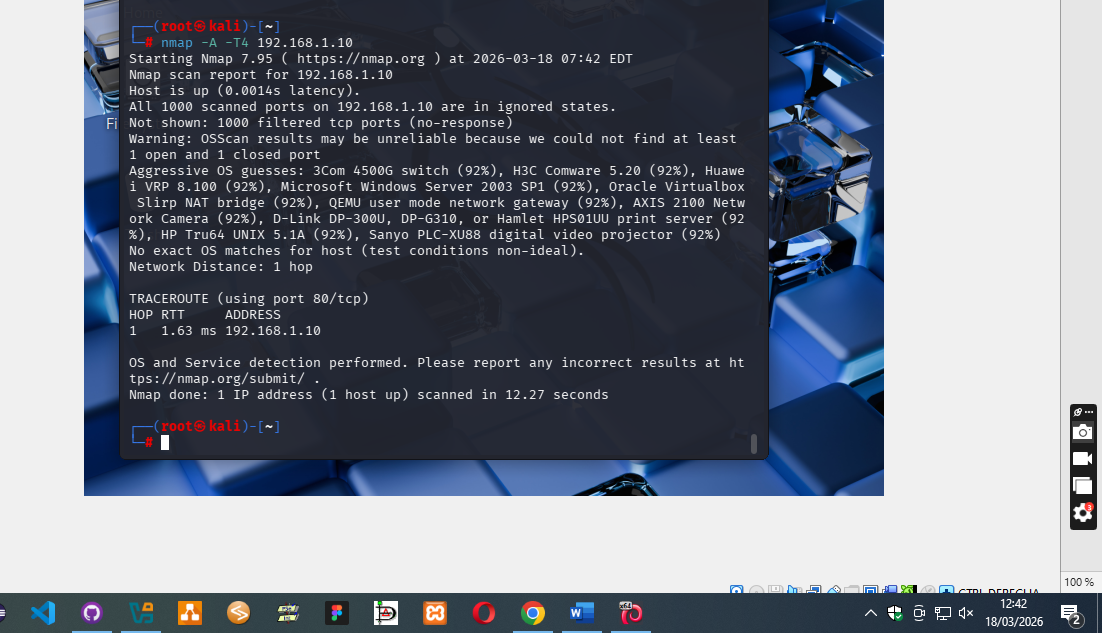 ┌──(root㉿kali)-[~]
└─# nmap -A -T4 192.168.1.10
Starting Nmap 7.95 ( https://nmap.org ) at 2026-03-18 07:42 EDT
Nmap scan report for 192.168.1.10
Host is up (0.0014s latency).
All 1000 scanned ports on 192.168.1.10 are in ignored states.
Not shown: 1000 filtered tcp ports (no-response)
Warning: OSScan results may be unreliable because we could not find at least
1 open and 1 closed port
Aggressive OS guesses: 3Com 4500G switch (92%), H3C Comware 5.20 (92%), Huawe
i VRP 8.100 (92%), Microsoft Windows Server 2003 SP1 (92%), Oracle Virtualbox
Slirp NAT bridge (92%), QEMU user mode network gateway (92%), AXIS 2100 Netw
ork Camera (92%), D-Link DP-300U, DP-G310, or Hamlet HPS01UU print server (92
%), HP Tru64 UNIX 5.1A (92%), Sanyo PLC-XU88 digital video projector (92%)
No exact OS matches for host (test conditions non-ideal).
Network Distance: 1 hop
TRACEROUTE (using port 80/tcp)
HOP RTT     ADDRESS
1   1.63 ms 192.168.1.10
OS and Service detection performed. Please report any incorrect results at ht
tps://nmap.org/submit/ .
Nmap done: 1 IP address (1 host up) scanned in 12.27 seconds
┌──(root㉿kali)-[~]
└─#
Fi
3
100 %
CTRL DERECHA
12:42
18/03/2026
2